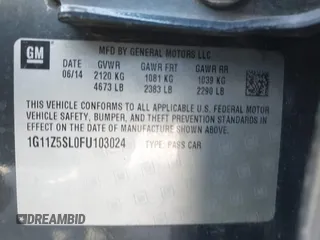 GM
MFD BY GENERAL MOTORS LLC
DATE GVWR GAWR FRT GAWR RR
06/14 2120 KG 1081 KG 1039 KG
4673 LB 2383 LB 2290 LB
THIS VEHICLE CONFORMS TO ALL APPLICABLE U.S. FEDERAL MOTOR
VEHICLE SAFETY, BUMPER, AND THEFT PREVENTION STANDARDS IN
EFFECT ON THE DATE OF MANUFACTURE SHOWN ABOVE.
1G11Z5SL0FU103024 TYPE: PASS CAR
DREAMBID